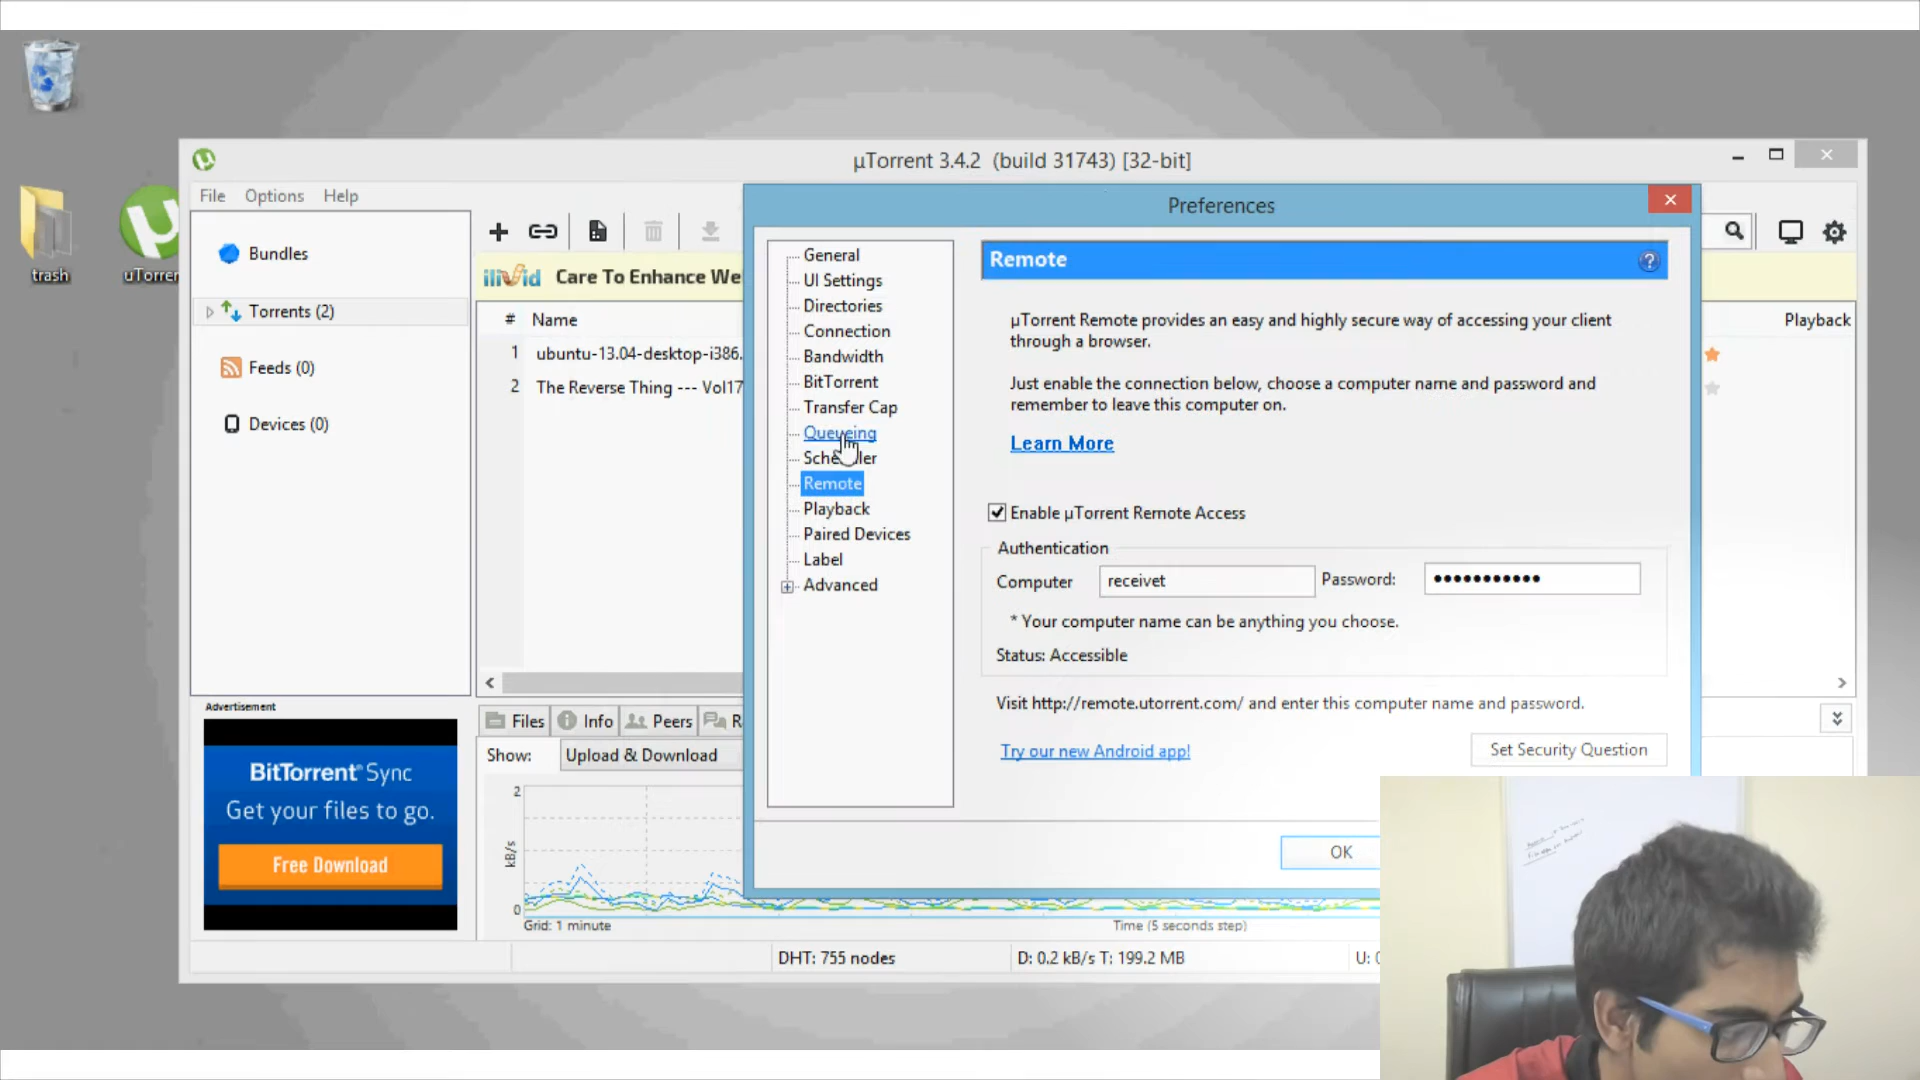 trash
uTorren
µTorrent 3.4.2 (build 31743) [32-bit]
File Options Help
Bundles
Torrents (2)
Feeds (0)
Devices (0)
ilivid Care To Enhance We
# Name
Playback
1 ubuntu-13.04-desktop-i386.
2 The Reverse Thing --- Vol17
Advertisement
BitTorrent Sync
Get your files to go.
Free Download
Files Info Peers R
Show: Upload & Download
2
kB/s
0
Grid: 1 minute
Time (5 seconds step)
DHT: 755 nodes
D: 0.2 kB/s T: 199.2 MB
U: 0
Preferences
General
UI Settings
Directories
Connection
Bandwidth
BitTorrent
Transfer Cap
Queueing
Scheduler
Remote
Playback
Paired Devices
Label
Advanced
Remote
µTorrent Remote provides an easy and highly secure way of accessing your client
through a browser.
Just enable the connection below, choose a computer name and password and
remember to leave this computer on.
Learn More
Enable µTorrent Remote Access
Authentication
Computer receivet Password: •••••••••••
* Your computer name can be anything you choose.
Status: Accessible
Visit http://remote.utorrent.com/ and enter this computer name and password.
Try our new Android app!
Set Security Question
OK